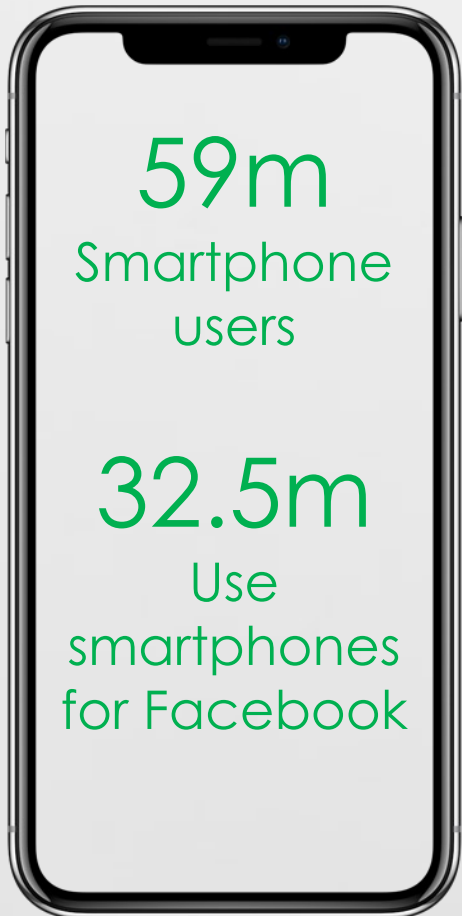 59m
Smartphone
users
32.5m
Use
smartphones
for Facebook